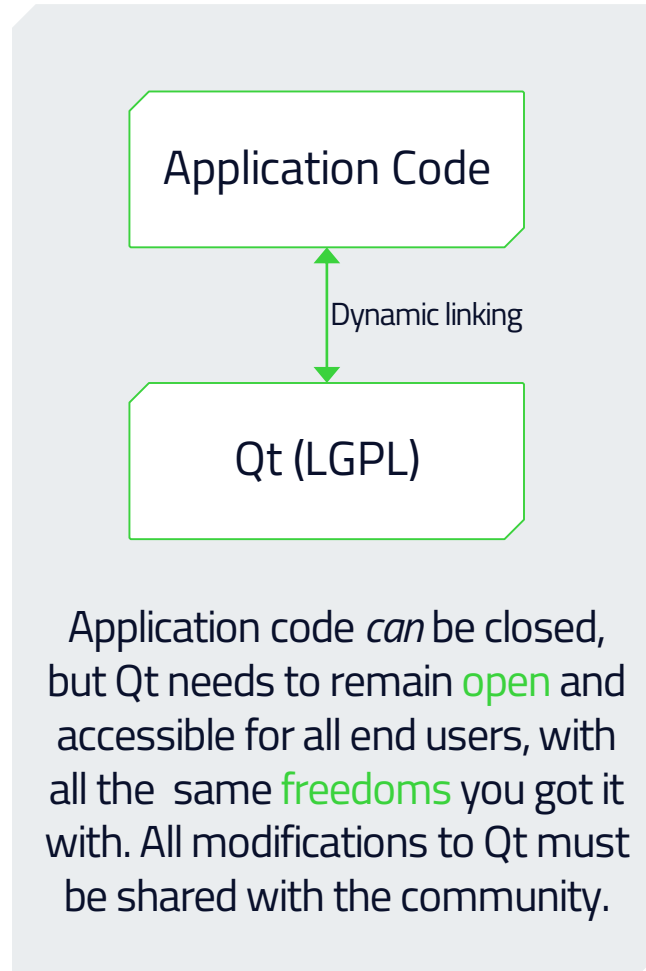 Application Code
Dynamic linking
Qt (LGPL)
Application code can be closed,
but Qt needs to remain open and
accessible for all end users, with
all the  same freedoms you got it
with. All modifications to Qt must
be shared with the community.